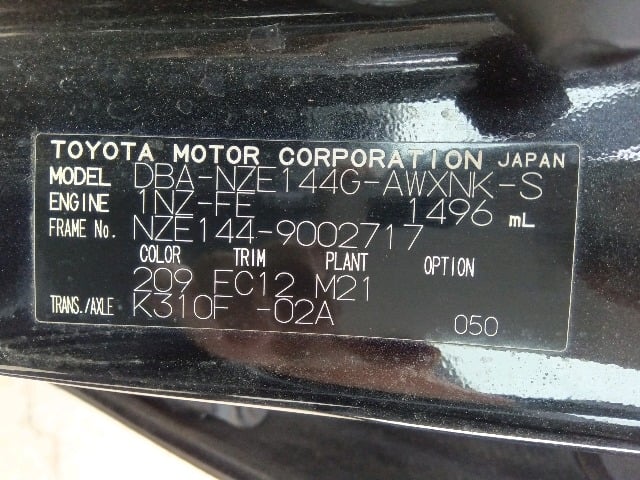 TOYOTA MOTOR CORPORATION JAPAN
MODEL DBA-NZE144G-AWXNK-S
ENGINE 1NZ-FE 1496 mL
FRAME No. NZE144-9002717
COLOR TRIM PLANT OPTION
209 FC12 M21
TRANS./AXLE K310F -02A
050